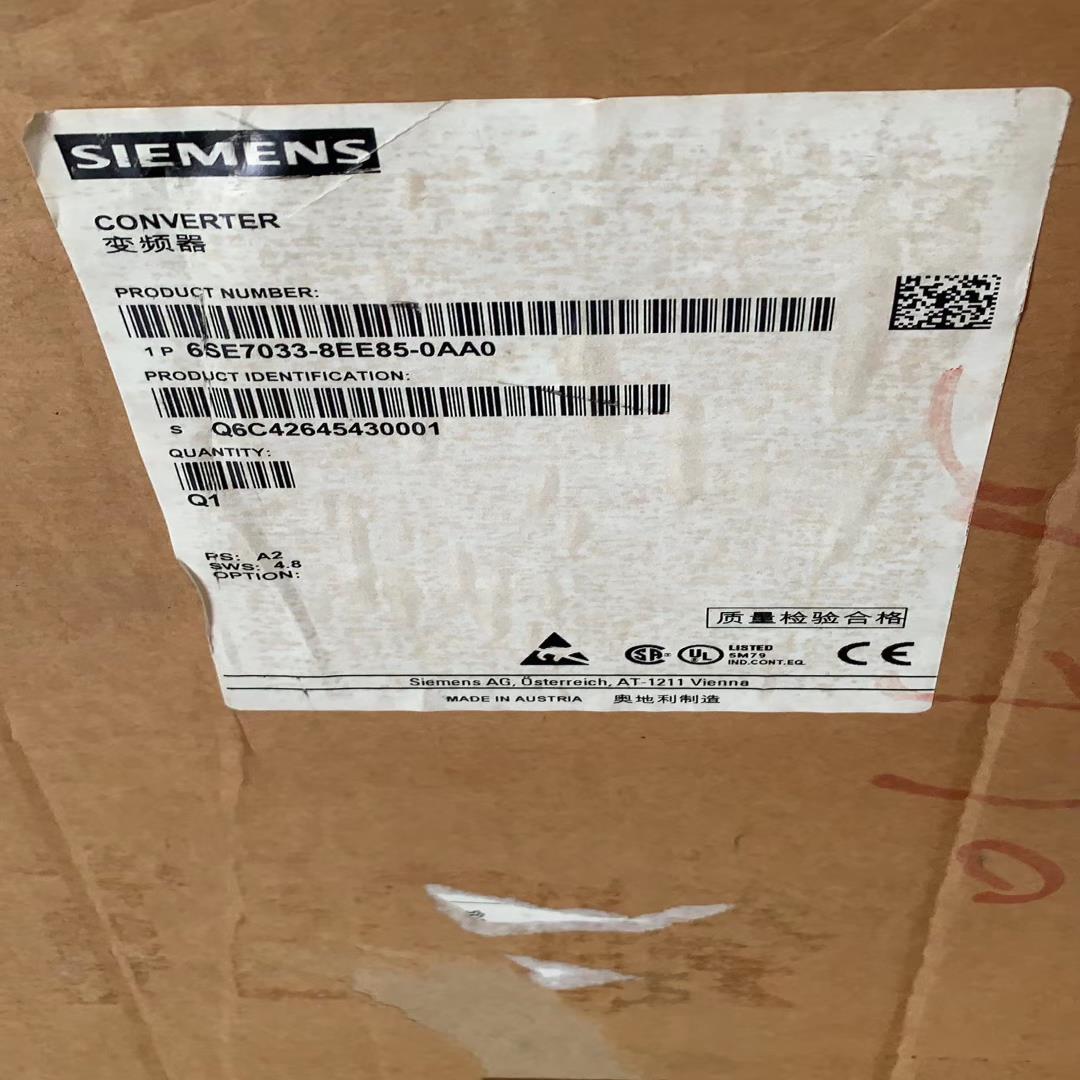 SIEMENS
CONVERTER
变频器
PRODUCT NUMBER:
1P 6SE7033-8EE85-0AA0
PRODUCT IDENTIFICATION:
S Q6C42645430001
QUANTITY:
Q1
RS: A2
SWS: 4.8
OPTION:
质量检验合格
SA® UL LISTED
5M79
IND.CONT.EQ. CE
Siemens AG, Österreich, AT-1211 Vienna
MADE IN AUSTRIA 奥地利制造